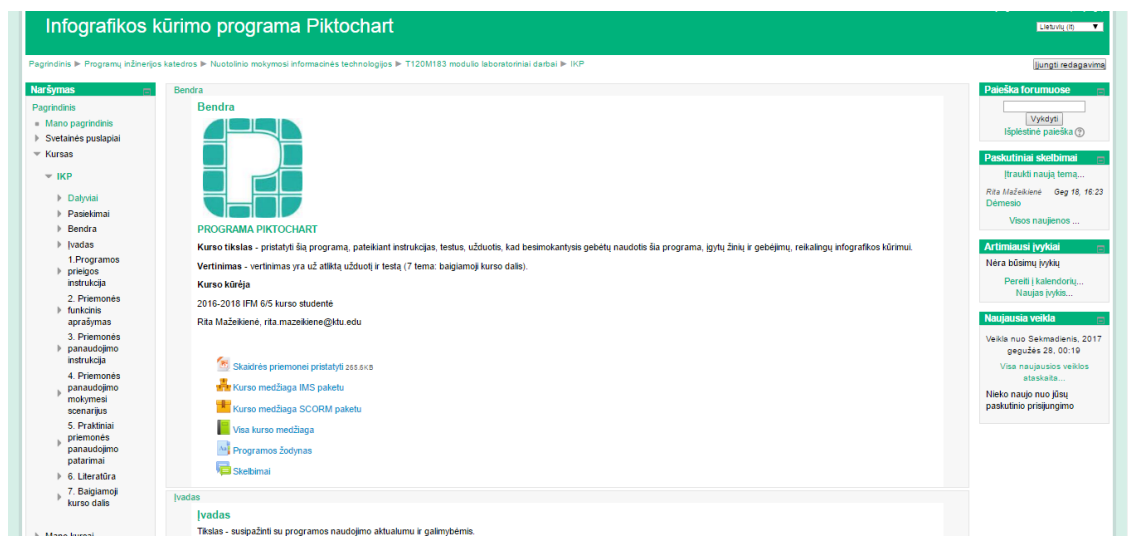 Infografikos kūrimo programa Piktochart
Lietuvių (lt)
Pagrindinis ► Programų inžinerijos katedros ► Nuotolinio mokymosi informacinės technologijos ► T120M183 modulio laboratoriniai darbai ► IKP
Įjungti redagavimą
Naršymas
Pagrindinis
Mano pagrindinis
Svetainės puslapiai
Kursas
IKP
Dalyviai
Pasiekimai
Bendra
Įvadas
1.Programos
prieigos
instrukcija
2. Priemonės
funkcinis
aprašymas
3. Priemonės
panaudojimo
instrukcija
4. Priemonės
panaudojimo
mokymesi
scenarijus
5. Praktiniai
priemonės
panaudojimo
patarimai
6. Literatūra
7. Baigiamoji
kurso dalis
Mano kursai
Bendra
Bendra
P
PROGRAMA PIKTOCHART
Kurso tikslas - pristatyti šią programą, pateikiant instrukcijas, testus, užduotis, kad besimokantysis gebėtų naudotis šia programa, įgytų žinių ir gebėjimų, reikalingų infografikos kūrimui.
Vertinimas - vertinimas yra už atliktą užduotį ir testą (7 tema: baigiamoji kurso dalis).
Kurso kūrėja
2016-2018 IFM 6/5 kurso studentė
Rita Mažeikienė, rita.mazeikiene@ktu.edu
Skaidrės priemonei pristatyti 255.5KB
Kurso medžiaga IMS paketu
Kurso medžiaga SCORM paketu
Visa kurso medžiaga
Programos žodynas
Skelbimai
Įvadas
Įvadas
Tikslas - susipažinti su programos naudojimo aktualumu ir galimybėmis.
Paieška forumuose
Vykdyti
Išplėstinė paieška
Paskutiniai skelbimai
Įtraukti naują temą...
Rita Mažeikienė Geg 18, 16:23
Dėmesio
Visos naujienos ...
Artimiausi įvykiai
Nėra būsimų įvykių
Pereiti į kalendorių...
Naujas įvykis...
Naujausia veikla
Veikla nuo Sekmadienis, 2017
gegužės 28, 00:19
Visa naujausios veiklos
ataskaita...
Nieko naujo nuo jūsų
paskutinio prisijungimo